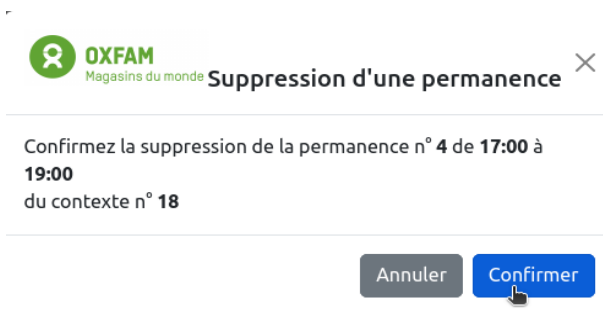 OXFAM
Magasins du monde
Suppression d'une permanence
Confirmez la suppression de la permanence n° 4 de 17:00 à
19:00
du contexte n° 18
Annuler
Confirmer